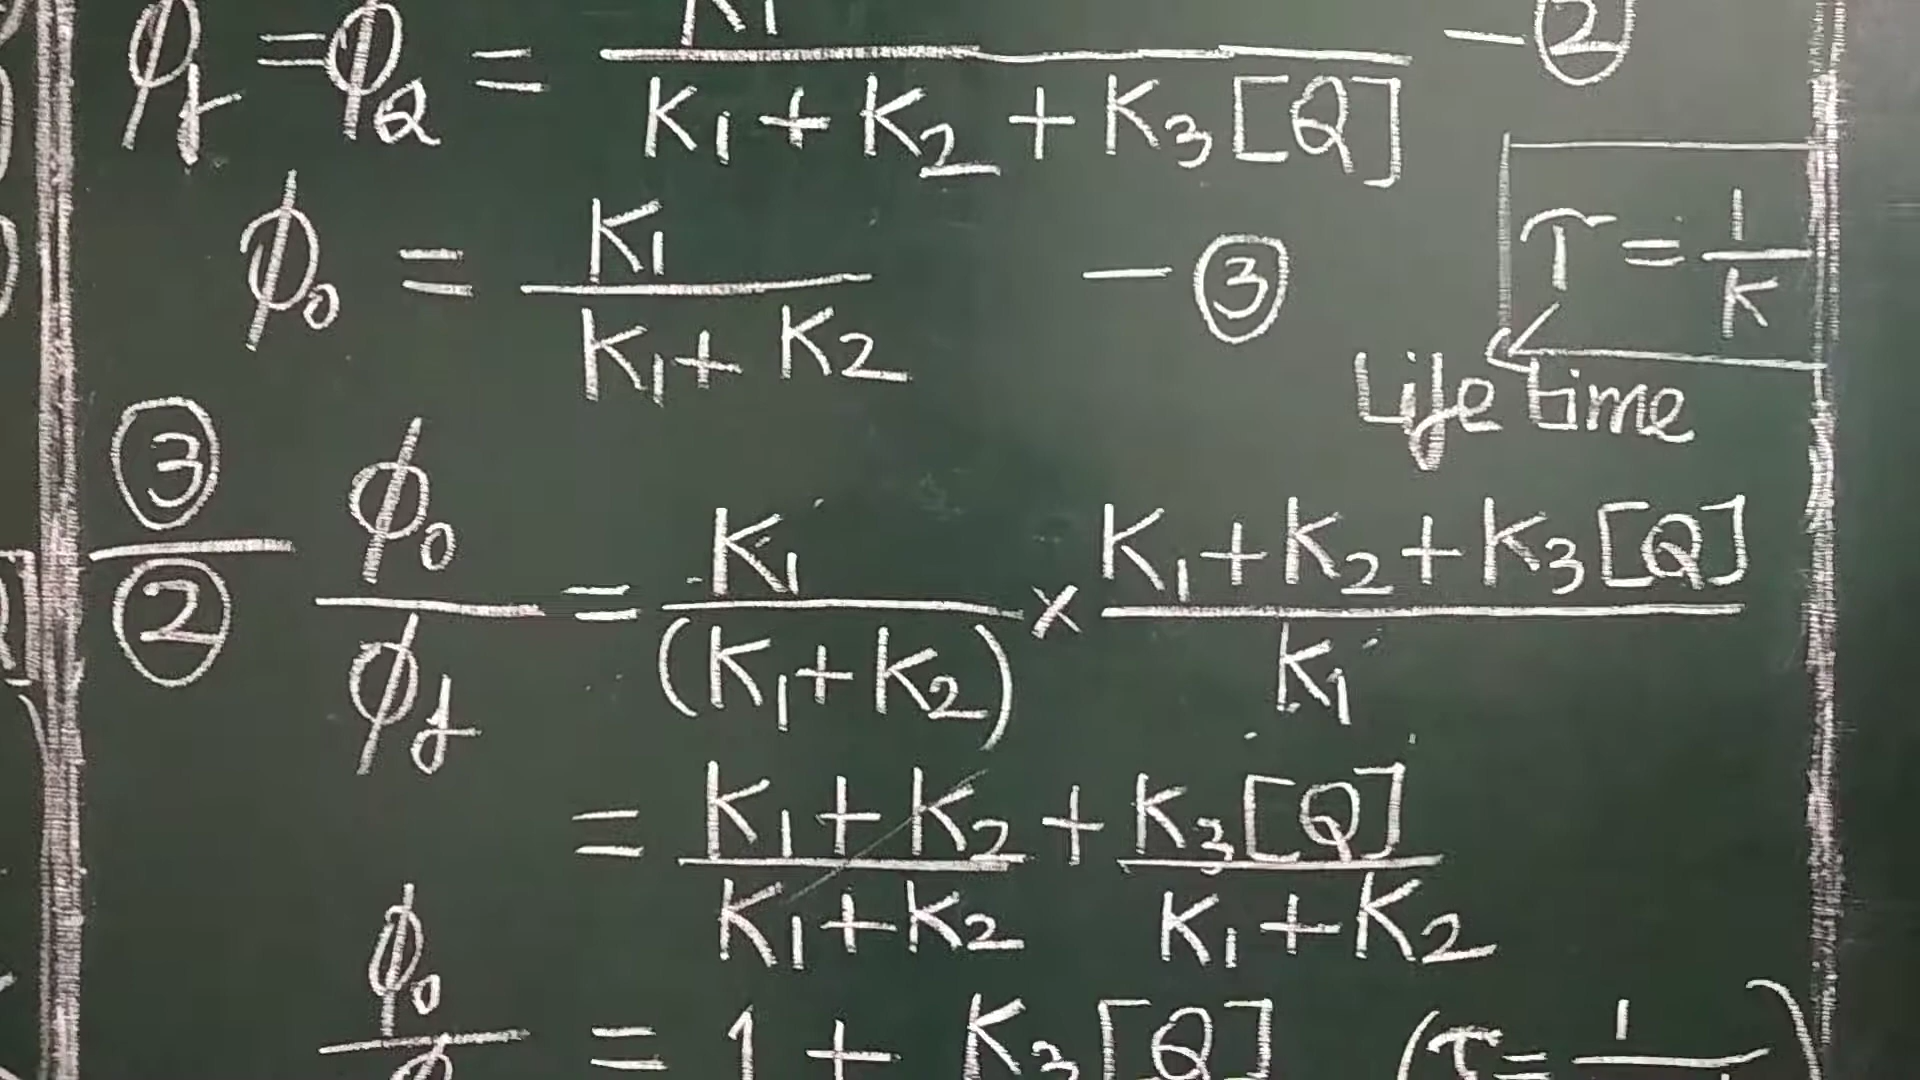 ϕf = ϕQ = K1 / K1 + K2 + K3[Q] - ②
ϕ0 = K1 / K1 + K2 - ③
τ = 1/K
Life time
③/② ϕ0/ϕf = K1/(K1+K2) × K1+K2+K3[Q]/K1
= K1+K2/K1+K2 + K3[Q]/K1+K2
ϕ0 = 1 + K3[Q] (τ = 1